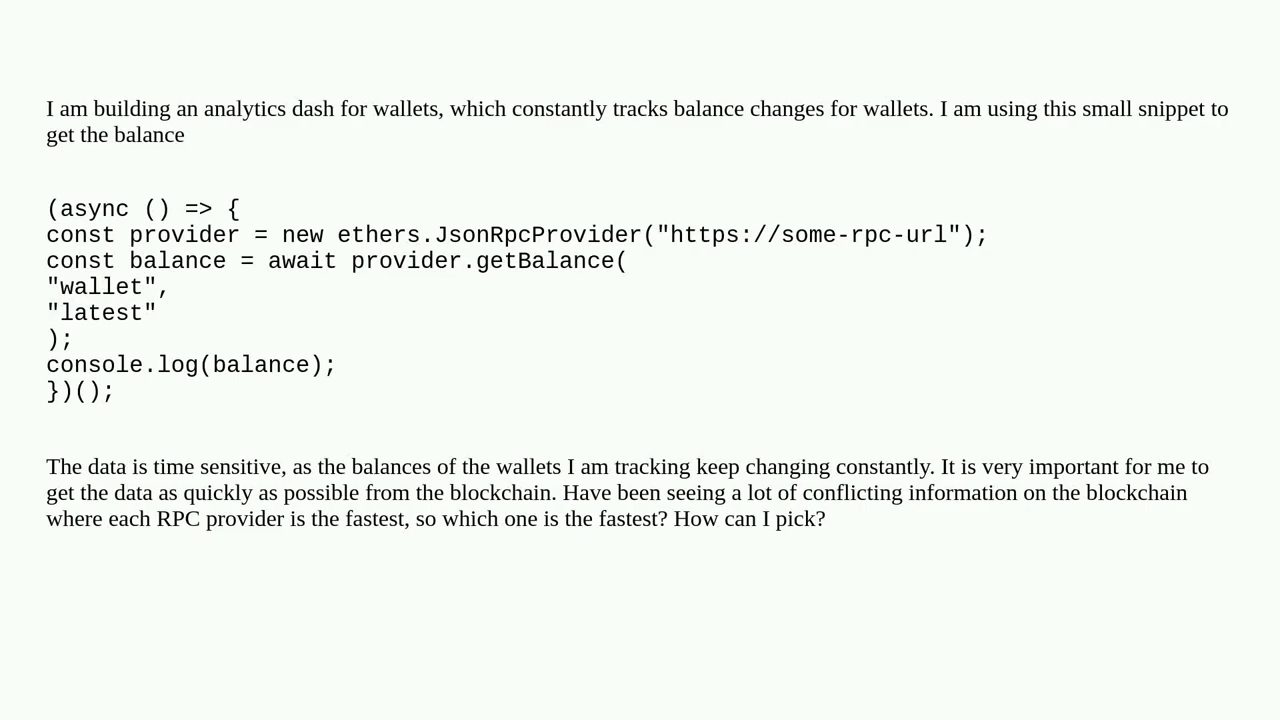 I am building an analytics dash for wallets, which constantly tracks balance changes for wallets. I am using this small snippet to
get the balance
(async () => {
const provider = new ethers.JsonRpcProvider("https://some-rpc-url");
const balance = await provider.getBalance(
"wallet",
"latest"
);
console.log(balance);
})();
The data is time sensitive, as the balances of the wallets I am tracking keep changing constantly. It is very important for me to
get the data as quickly as possible from the blockchain. Have been seeing a lot of conflicting information on the blockchain
where each RPC provider is the fastest, so which one is the fastest? How can I pick?